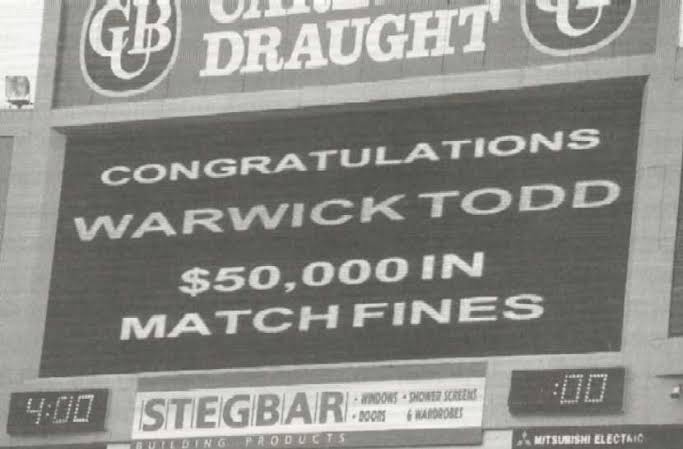 CUB
DRAUGHT
CONGRATULATIONS
WARWICK TODD
$50,000 IN
MATCH FINES
4:00
STEGBAR
BUILDING PRODUCTS
• WINDOWS • SHOWER SCREENS
• DOORS & WARDROBES
:00
MITSUBISHI ELECTRIC